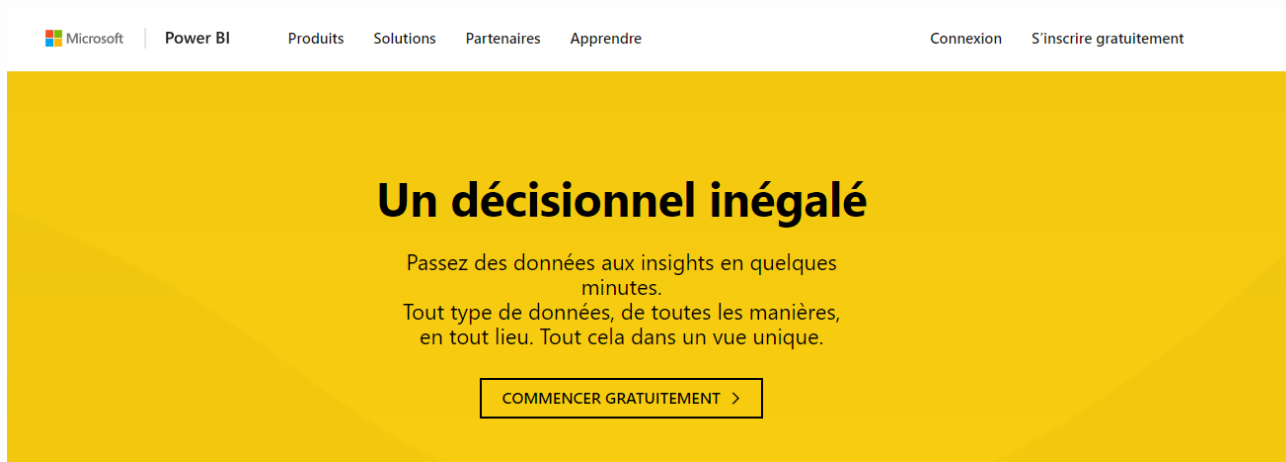 Microsoft Power BI Produits Solutions Partenaires Apprendre Connexion S'inscrire gratuitement
Un décisionnel inégalé
Passez des données aux insights en quelques
minutes.
Tout type de données, de toutes les manières,
en tout lieu. Tout cela dans un vue unique.
COMMENCER GRATUITEMENT >